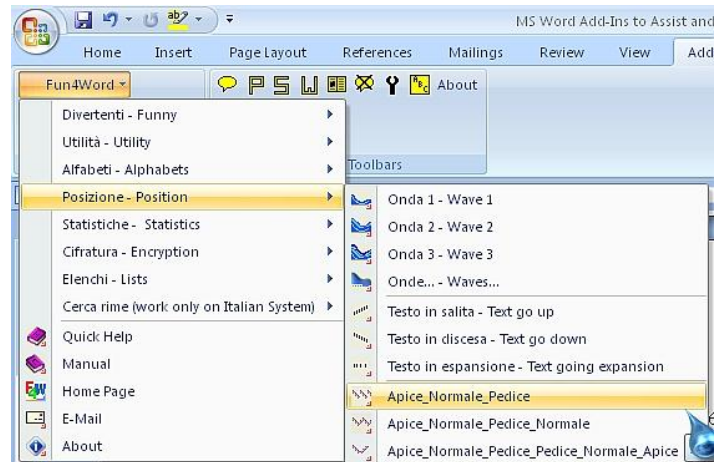 MS Word Add-Ins to Assist and
Home Insert Page Layout References Mailings Review View Add
Fun4Word P S W ABC About
Divertenti - Funny
Utilità - Utility
Alfabeti - Alphabets
Toolbars
Posizione - Position
Onda 1 - Wave 1
Statistiche - Statistics
Onda 2 - Wave 2
Cifratura - Encryption
Onda 3 - Wave 3
Elenchi - Lists
Onde... - Waves...
Cerca rime (work only on Italian System)
Testo in salita - Text go up
Quick Help
Testo in discesa - Text go down
Manual
Testo in espansione - Text going expansion
Home Page
Apice_Normale_Pedice
E-Mail
Apice_Normale_Pedice_Normale
About
Apice_Normale_Pedice_Pedice_Normale_Apice